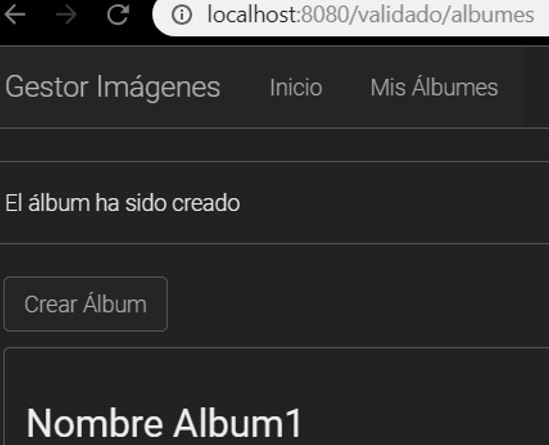 localhost:8080/validado/albumes
Gestor Imágenes Inicio Mis Álbumes
El álbum ha sido creado
Crear Álbum
Nombre Album1